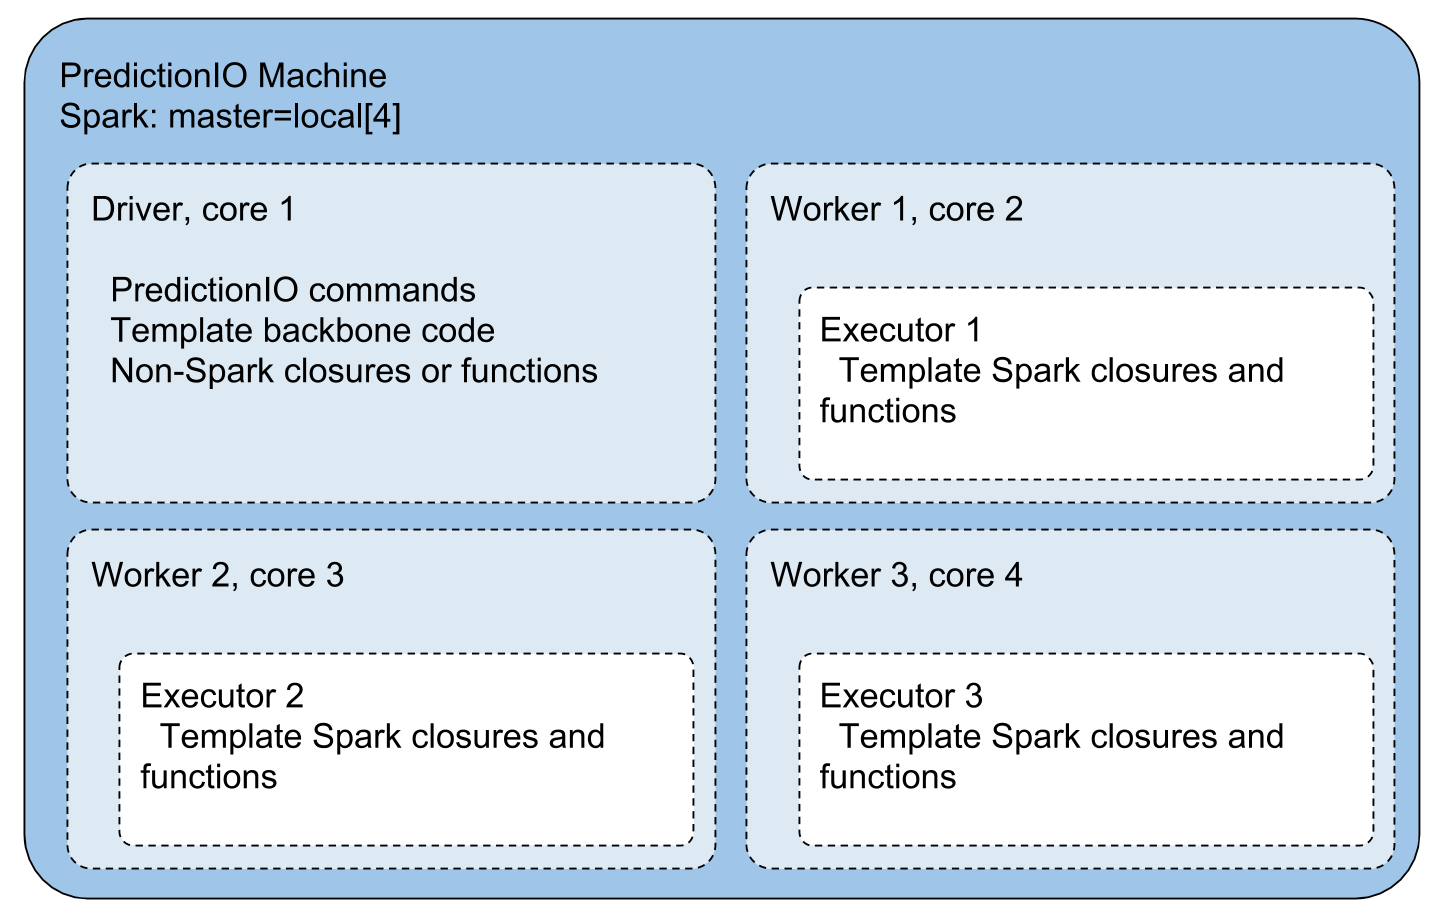 PredictionIO Machine
Spark: master=local[4]
Driver, core 1
PredictionIO commands
Template backbone code
Non-Spark closures or functions
Worker 1, core 2
Executor 1
Template Spark closures and
functions
Worker 2, core 3
Executor 2
Template Spark closures and
functions
Worker 3, core 4
Executor 3
Template Spark closures and
functions